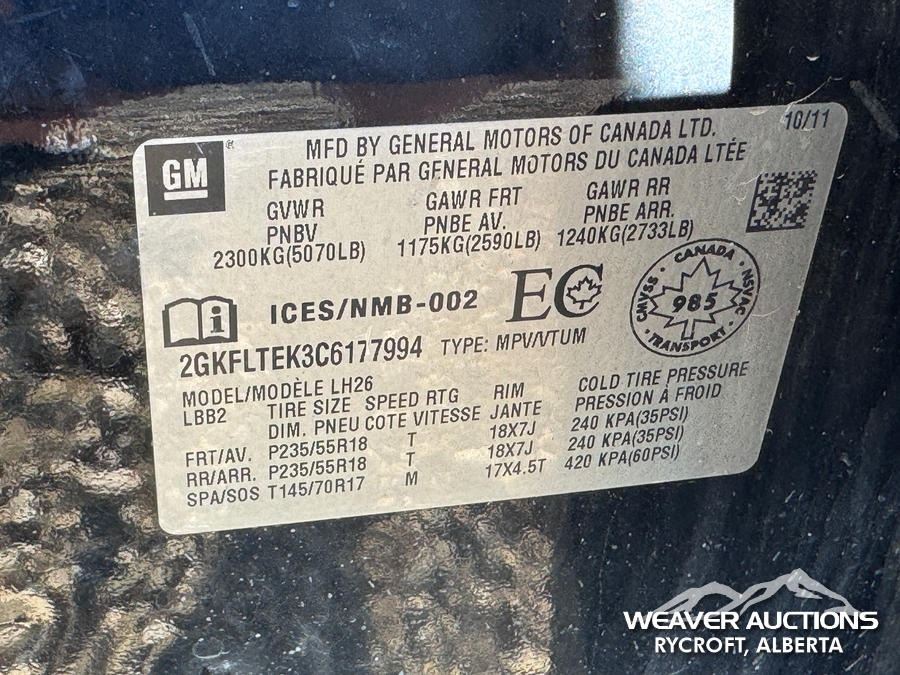 GM
MFD BY GENERAL MOTORS OF CANADA LTD. 10/11
FABRIQUÉ PAR GENERAL MOTORS DU CANADA LTÉE
GVWR GAWR FRT GAWR RR
PNBV PNBE AV. PNBE ARR.
2300KG(5070LB) 1175KG(2590LB) 1240KG(2733LB)
i ICES/NMB-002 EC CANADA CMVSS 985 NSVAC
2GKFLTEK3C6177994 TYPE: MPV/VTUM
MODEL/MODÈLE LH26
LBB2 TIRE SIZE SPEED RTG RIM COLD TIRE PRESSURE
DIM. PNEU COTE VITESSE JANTE PRESSION À FROID
FRT/AV. P235/55R18 T 18X7J 240 KPA(35PSI)
RR/ARR. P235/55R18 T 18X7J 240 KPA(35PSI)
SPA/SOS T145/70R17 M 17X4.5T 420 KPA(60PSI)
WEAVER AUCTIONS
RYCROFT, ALBERTA